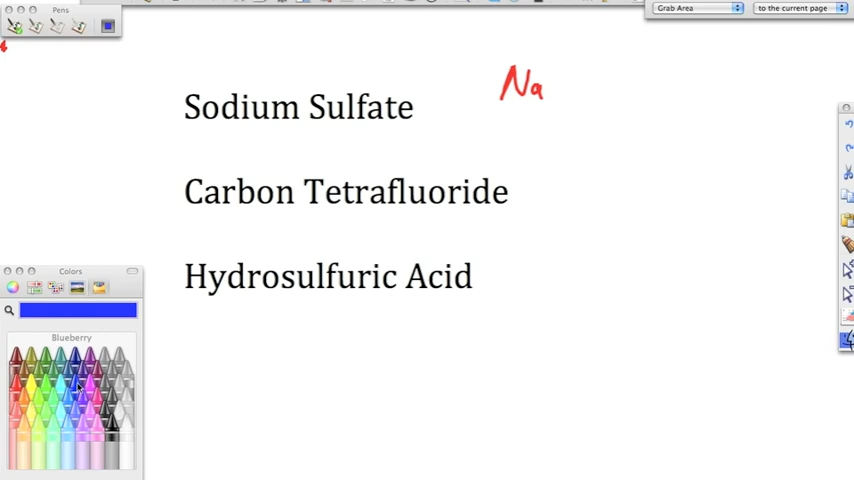 Pens
Grab Area
to the current page
Na
Sodium Sulfate
Carbon Tetrafluoride
Hydrosulfuric Acid
Colors
Blueberry